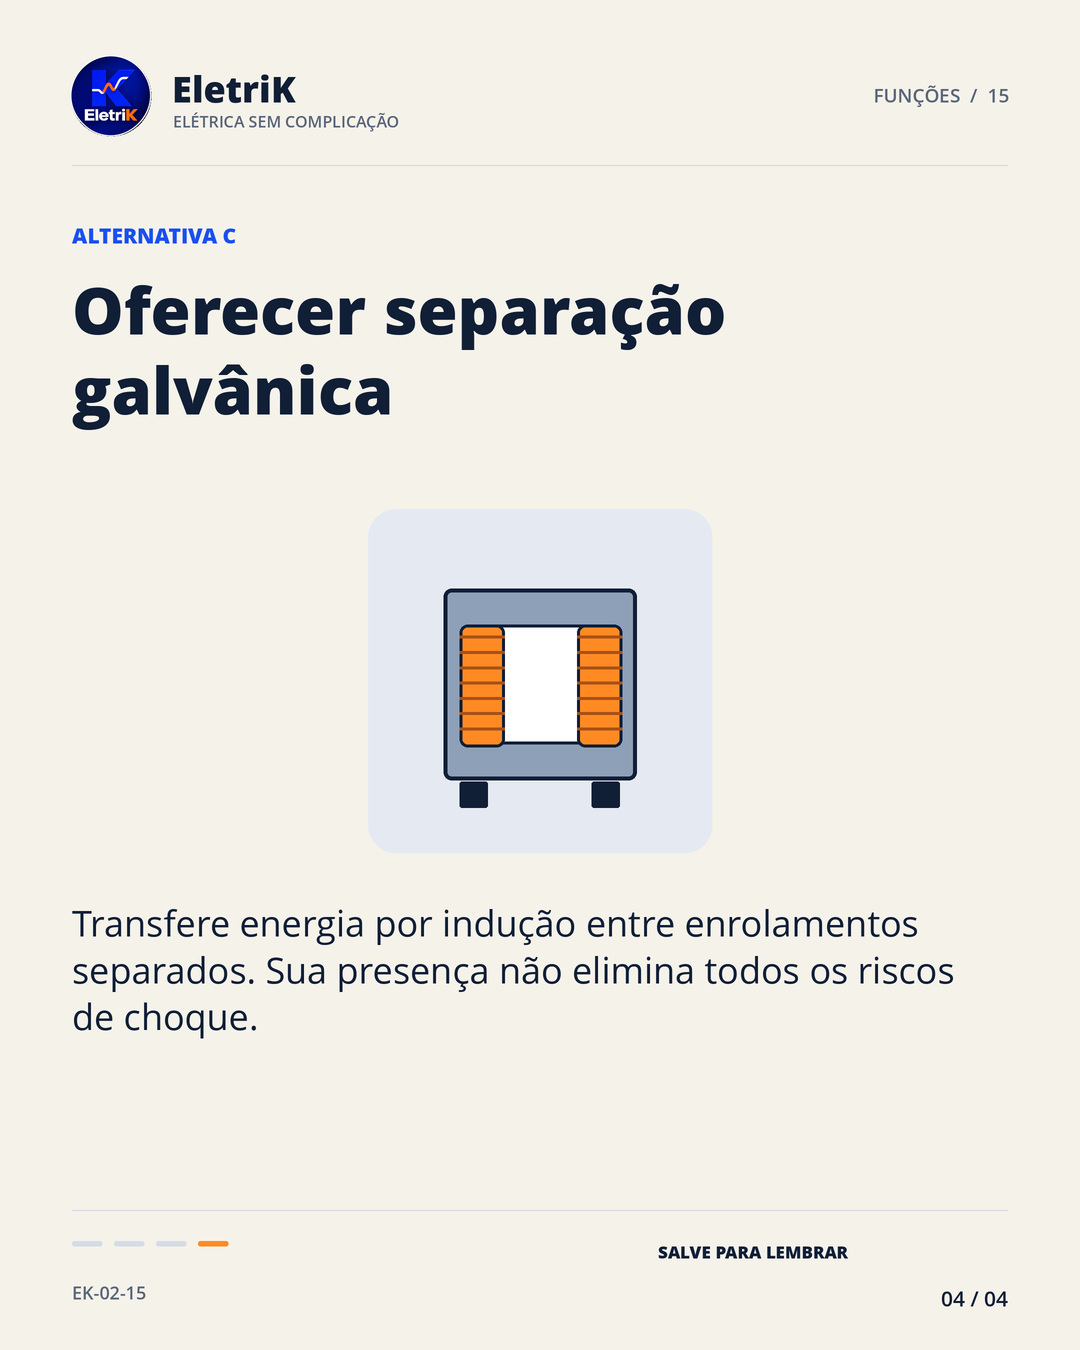 EletriK
EletriK
ELÉTRICA SEM COMPLICAÇÃO
FUNÇÕES / 15
ALTERNATIVA C
Oferecer separação
galvânica
Transfere energia por indução entre enrolamentos
separados. Sua presença não elimina todos os riscos
de choque.
SALVE PARA LEMBRAR
EK-02-15
04 / 04